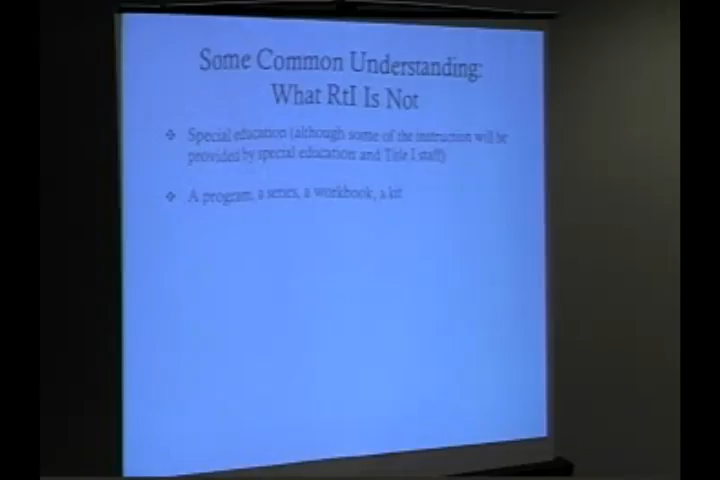 Some Common Understanding:
What RtI Is Not
Special education (although some of the instruction will be
provided by special education and Title I staff)
A program, a series, a workbook, a kit